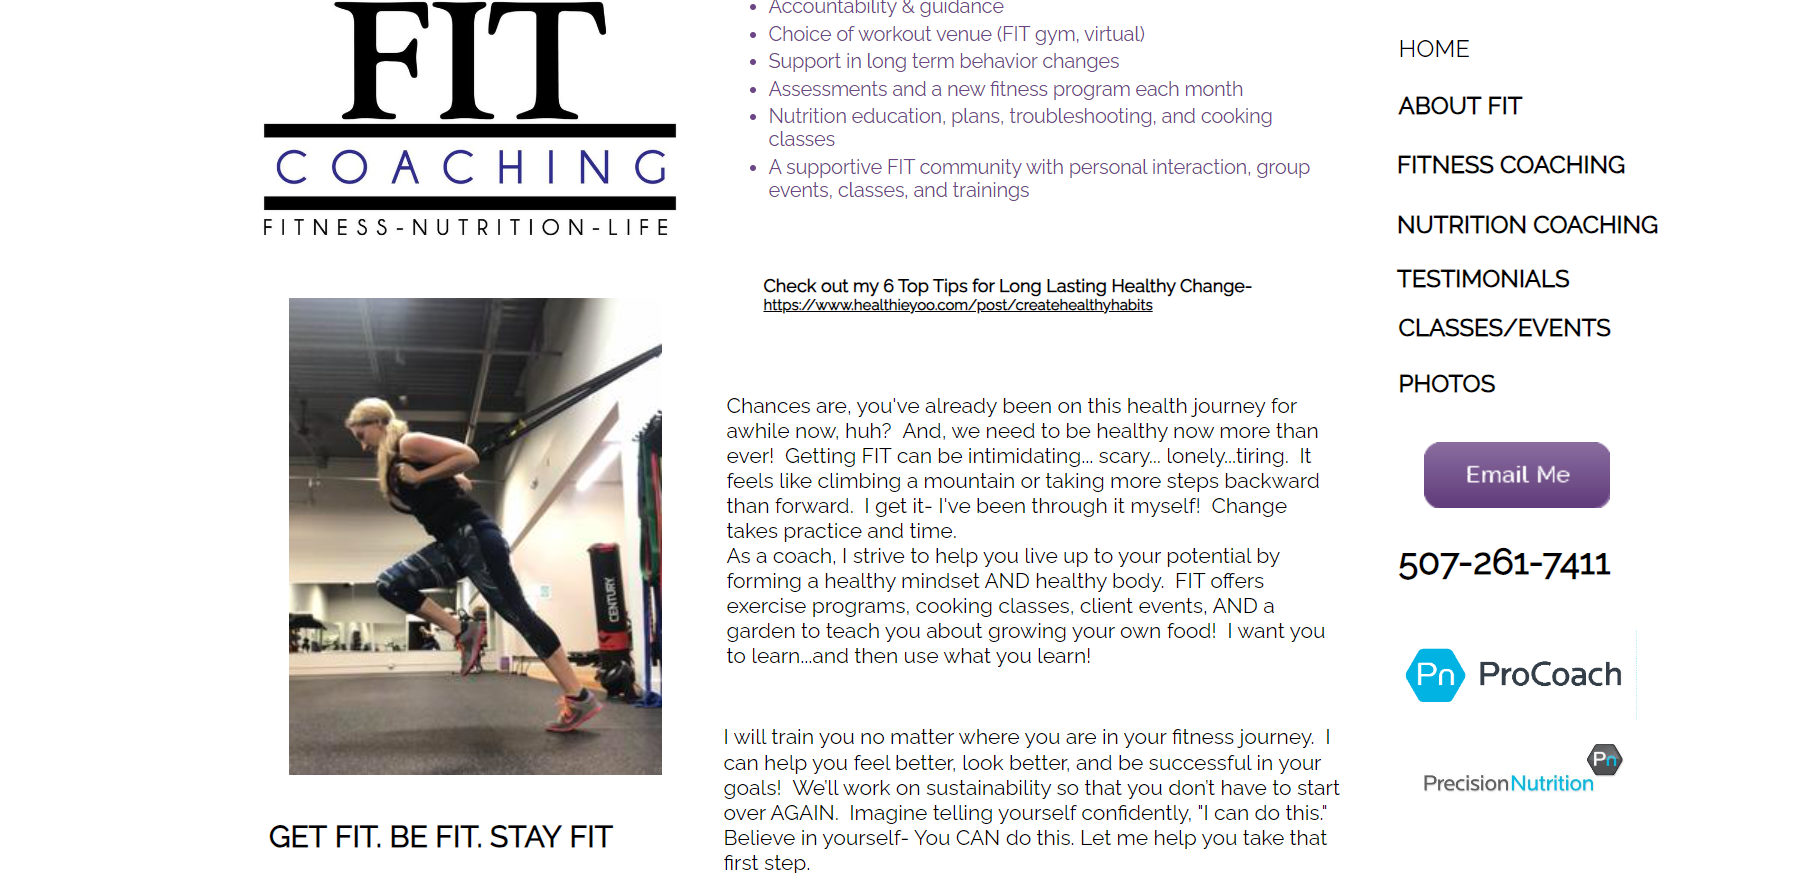 FIT
COACHING
FITNESS-NUTRITION-LIFE
CENTURY
GET FIT. BE FIT. STAY FIT
Accountability & guidance
Choice of workout venue (FIT gym, virtual)
Support in long term behavior changes
Assessments and a new fitness program each month
Nutrition education, plans, troubleshooting, and cooking
classes
A supportive FIT community with personal interaction, group
events, classes, and trainings
Check out my 6 Top Tips for Long Lasting Healthy Change-
https://www.healthieyoo.com/post/createhealthyhabits
Chances are, you've already been on this health journey for
awhile now, huh?  And, we need to be healthy now more than
ever!  Getting FIT can be intimidating... scary... lonely...tiring.  It
feels like climbing a mountain or taking more steps backward
than forward.  I get it- I've been through it myself!  Change
takes practice and time.
As a coach, I strive to help you live up to your potential by
forming a healthy mindset AND healthy body.  FIT offers
exercise programs, cooking classes, client events, AND a
garden to teach you about growing your own food!  I want you
to learn...and then use what you learn!
I will train you no matter where you are in your fitness journey.  I
can help you feel better, look better, and be successful in your
goals!  We'll work on sustainability so that you don't have to start
over AGAIN.  Imagine telling yourself confidently, "I can do this."
Believe in yourself- You CAN do this. Let me help you take that
first step.
HOME
ABOUT FIT
FITNESS COACHING
NUTRITION COACHING
TESTIMONIALS
CLASSES/EVENTS
PHOTOS
Email Me
507-261-7411
Pn ProCoach
Pn
PrecisionNutrition